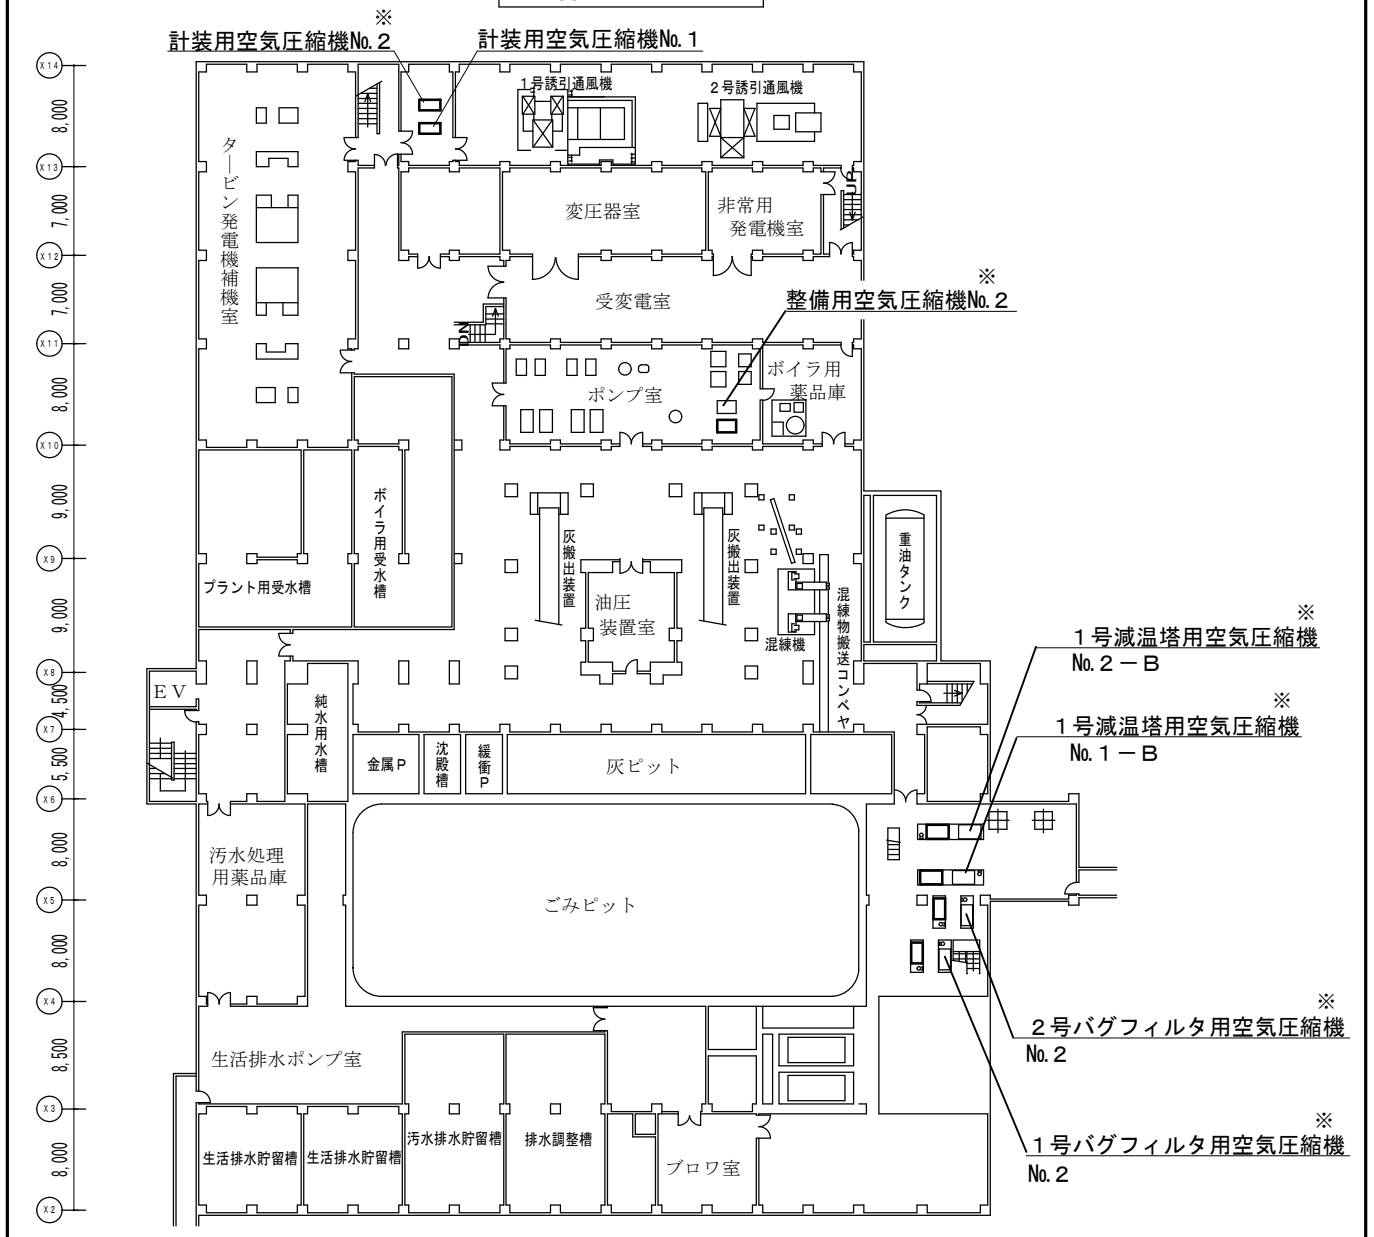 ※
計装用空気圧縮機No.2
計装用空気圧縮機No.1
X14
1号誘引通風機
2号誘引通風機
8,000
タービン発電機補機室
X13
UP
7,000
変圧器室
非常用
発電機室
X12
※
整備用空気圧縮機No.2
7,000
受変電室
DN
X11
8,000
ポンプ室
ボイラ用
薬品庫
X10
9,000
ボイラ用受水槽
灰搬出装置
灰搬出装置
重油タンク
X9
プラント用受水槽
9,000
油圧
装置室
混練機
混練物搬送コンベヤ
※
1号減温塔用空気圧縮機
No.2-B
X8
EV
4,500
純水用水槽
※
1号減温塔用空気圧縮機
No.1-B
X7
5,500
金属P
沈殿槽
緩衝P
灰ピット
X6
8,000
汚水処理
用薬品庫
X5
ごみピット
8,000
X4
※
2号バグフィルタ用空気圧縮機
No.2
8,500
生活排水ポンプ室
X3
※
1号バグフィルタ用空気圧縮機
No.2
8,000
生活排水貯留槽
生活排水貯留槽
汚水排水貯留槽
排水調整槽
ブロワ室
X2